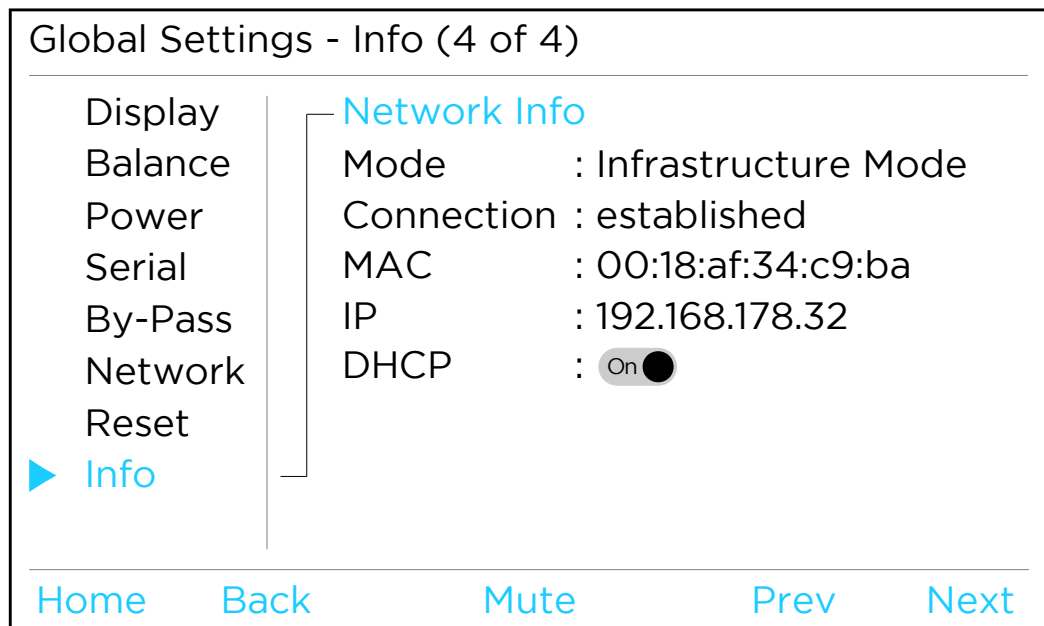 Global Settings - Info (4 of 4)
Display
Balance
Power
Serial
By-Pass
Network
Reset
Info
Network Info
Mode : Infrastructure Mode
Connection : established
MAC : 00:18:af:34:c9:ba
IP : 192.168.178.32
DHCP : On
Home Back Mute Prev Next